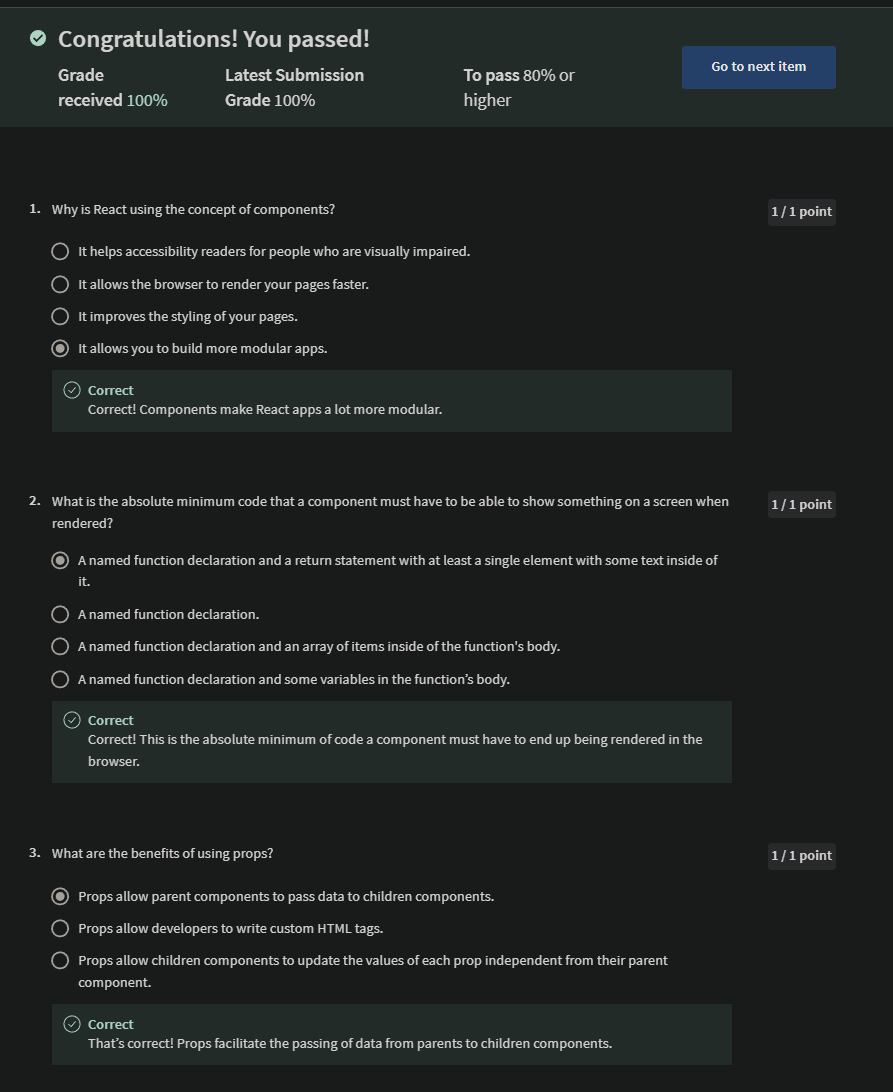 Congratulations! You passed!
Grade received 100%
Latest Submission Grade 100%
To pass 80% or higher
Go to next item
1. Why is React using the concept of components?
1 / 1 point
It helps accessibility readers for people who are visually impaired.
It allows the browser to render your pages faster.
It improves the styling of your pages.
It allows you to build more modular apps.
Correct
Correct! Components make React apps a lot more modular.
2. What is the absolute minimum code that a component must have to be able to show something on a screen when
rendered?
1 / 1 point
A named function declaration and a return statement with at least a single element with some text inside of
it.
A named function declaration.
A named function declaration and an array of items inside of the function's body.
A named function declaration and some variables in the function’s body.
Correct
Correct! This is the absolute minimum of code a component must have to end up being rendered in the
browser.
3. What are the benefits of using props?
1 / 1 point
Props allow parent components to pass data to children components.
Props allow developers to write custom HTML tags.
Props allow children components to update the values of each prop independent from their parent
component.
Correct
That’s correct! Props facilitate the passing of data from parents to children components.